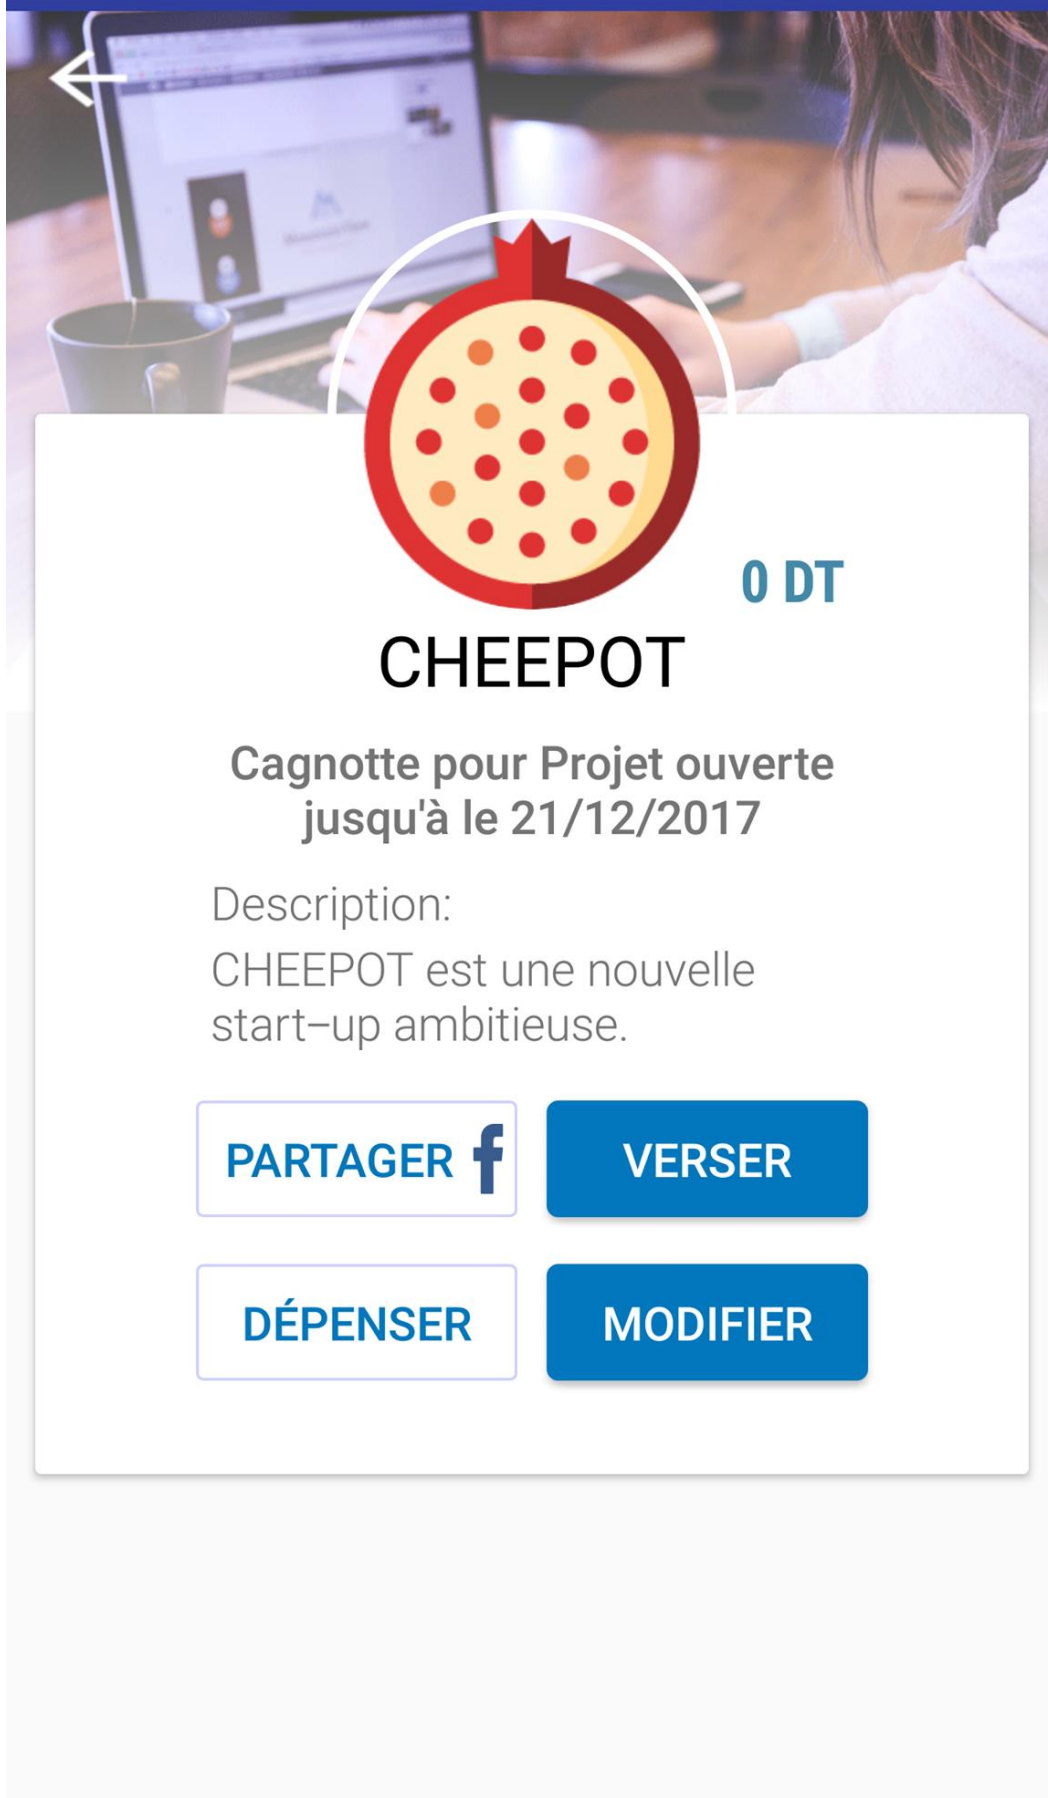 0 DT
CHEEPOT
Cagnotte pour Projet ouverte
jusqu'à le 21/12/2017
Description:
CHEEPOT est une nouvelle
start-up ambitieuse.
PARTAGER f
VERSER
DÉPENSER
MODIFIER